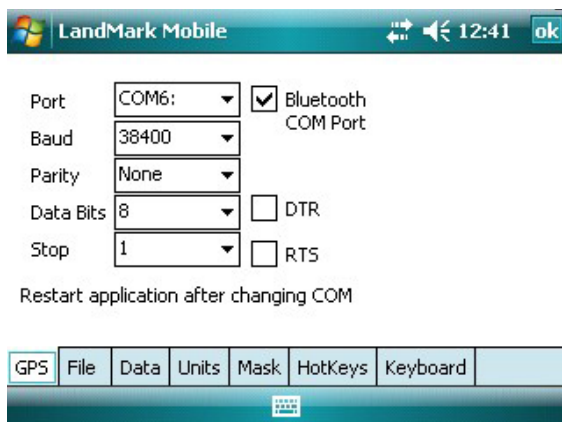 LandMark Mobile 12:41 ok
Port COM6: Bluetooth
COM Port
Baud 38400
Parity None
Data Bits 8 DTR
Stop 1 RTS
Restart application after changing COM
GPS File Data Units Mask HotKeys Keyboard